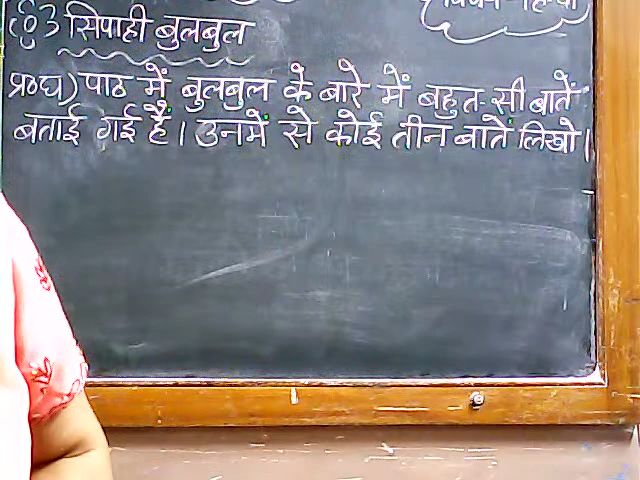 सिपाही बुलबुल
प्र०घ) पाठ में बुलबुल के बारे में बहुत-सी बातें
बताई गई है। उनमें से कोई तीन बातें लिखो।